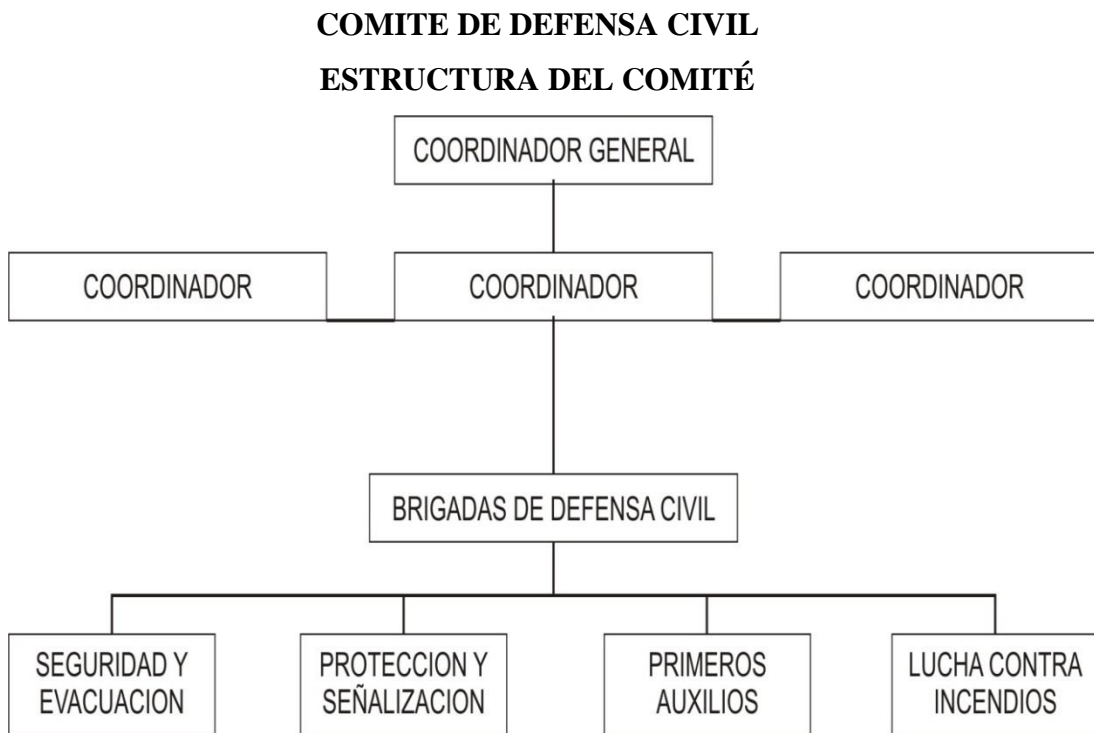 COMITE DE DEFENSA CIVIL
ESTRUCTURA DEL COMITÉ
COORDINADOR GENERAL
COORDINADOR
COORDINADOR
COORDINADOR
BRIGADAS DE DEFENSA CIVIL
SEGURIDAD Y
EVACUACION
PROTECCION Y
SEÑALIZACION
PRIMEROS
AUXILIOS
LUCHA CONTRA
INCENDIOS